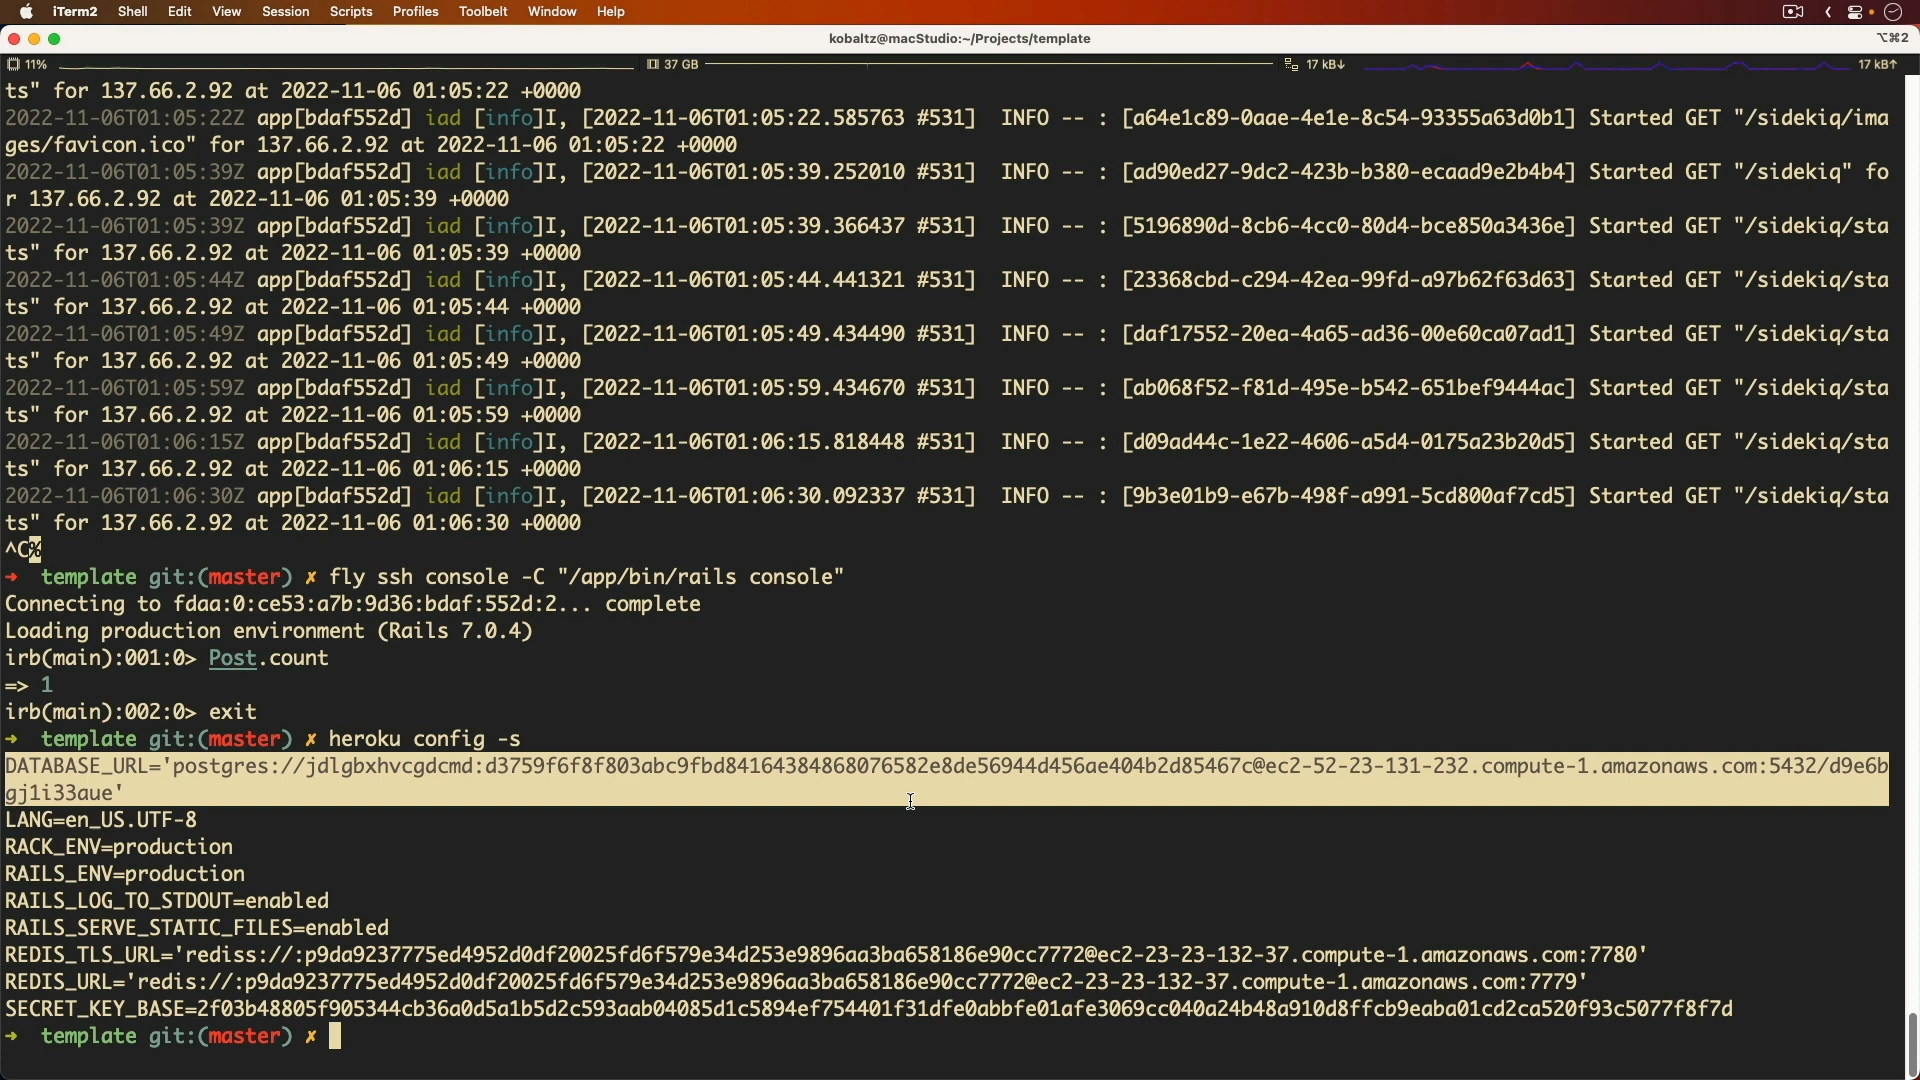 iTerm2 Shell Edit View Session Scripts Profiles Toolbelt Window Help
kobaltz@macStudio:~/Projects/template ⌥⌘2
11% 37 GB 17 kB↓ 17 kB↑
ts" for 137.66.2.92 at 2022-11-06 01:05:22 +0000
2022-11-06T01:05:22Z app[bdaf552d] iad [info]I, [2022-11-06T01:05:22.585763 #531]  INFO -- : [a64e1c89-0aae-4e1e-8c54-93355a63d0b1] Started GET "/sidekiq/ima
ges/favicon.ico" for 137.66.2.92 at 2022-11-06 01:05:22 +0000
2022-11-06T01:05:39Z app[bdaf552d] iad [info]I, [2022-11-06T01:05:39.252010 #531]  INFO -- : [ad90ed27-9dc2-423b-b380-ecaad9e2b4b4] Started GET "/sidekiq" fo
r 137.66.2.92 at 2022-11-06 01:05:39 +0000
2022-11-06T01:05:39Z app[bdaf552d] iad [info]I, [2022-11-06T01:05:39.366437 #531]  INFO -- : [5196890d-8cb6-4cc0-80d4-bce850a3436e] Started GET "/sidekiq/sta
ts" for 137.66.2.92 at 2022-11-06 01:05:39 +0000
2022-11-06T01:05:44Z app[bdaf552d] iad [info]I, [2022-11-06T01:05:44.441321 #531]  INFO -- : [23368cbd-c294-42ea-99fd-a97b62f63d63] Started GET "/sidekiq/sta
ts" for 137.66.2.92 at 2022-11-06 01:05:44 +0000
2022-11-06T01:05:49Z app[bdaf552d] iad [info]I, [2022-11-06T01:05:49.434490 #531]  INFO -- : [daf17552-20ea-4a65-ad36-00e60ca07ad1] Started GET "/sidekiq/sta
ts" for 137.66.2.92 at 2022-11-06 01:05:49 +0000
2022-11-06T01:05:59Z app[bdaf552d] iad [info]I, [2022-11-06T01:05:59.434670 #531]  INFO -- : [ab068f52-f81d-495e-b542-651bef9444ac] Started GET "/sidekiq/sta
ts" for 137.66.2.92 at 2022-11-06 01:05:59 +0000
2022-11-06T01:06:15Z app[bdaf552d] iad [info]I, [2022-11-06T01:06:15.818448 #531]  INFO -- : [d09ad44c-1e22-4606-a5d4-0175a23b20d5] Started GET "/sidekiq/sta
ts" for 137.66.2.92 at 2022-11-06 01:06:15 +0000
2022-11-06T01:06:30Z app[bdaf552d] iad [info]I, [2022-11-06T01:06:30.092337 #531]  INFO -- : [9b3e01b9-e67b-498f-a991-5cd800af7cd5] Started GET "/sidekiq/sta
ts" for 137.66.2.92 at 2022-11-06 01:06:30 +0000
^C%
→  template git:(master) ✗ fly ssh console -C "/app/bin/rails console"
Connecting to fdaa:0:ce53:a7b:9d36:bdaf:552d:2... complete
Loading production environment (Rails 7.0.4)
irb(main):001:0> Post.count
=> 1
irb(main):002:0> exit
→  template git:(master) ✗ heroku config -s
DATABASE_URL='postgres://jdlgbxhvcgdcmd:d3759f6f8f803abc9fbd84164384868076582e8de56944d456ae404b2d85467c@ec2-52-23-131-232.compute-1.amazonaws.com:5432/d9e6b
gj1i33aue'
LANG=en_US.UTF-8
RACK_ENV=production
RAILS_ENV=production
RAILS_LOG_TO_STDOUT=enabled
RAILS_SERVE_STATIC_FILES=enabled
REDIS_TLS_URL='rediss://:p9da9237775ed4952d0df20025fd6f579e34d253e9896aa3ba658186e90cc7772@ec2-23-23-132-37.compute-1.amazonaws.com:7780'
REDIS_URL='redis://:p9da9237775ed4952d0df20025fd6f579e34d253e9896aa3ba658186e90cc7772@ec2-23-23-132-37.compute-1.amazonaws.com:7779'
SECRET_KEY_BASE=2f03b48805f905344cb36a0d5a1b5d2c593aab04085d1c5894ef754401f31dfe0abbfe01afe3069cc040a24b48a910d8ffcb9eaba01cd2ca520f93c5077f8f7d
→  template git:(master) ✗